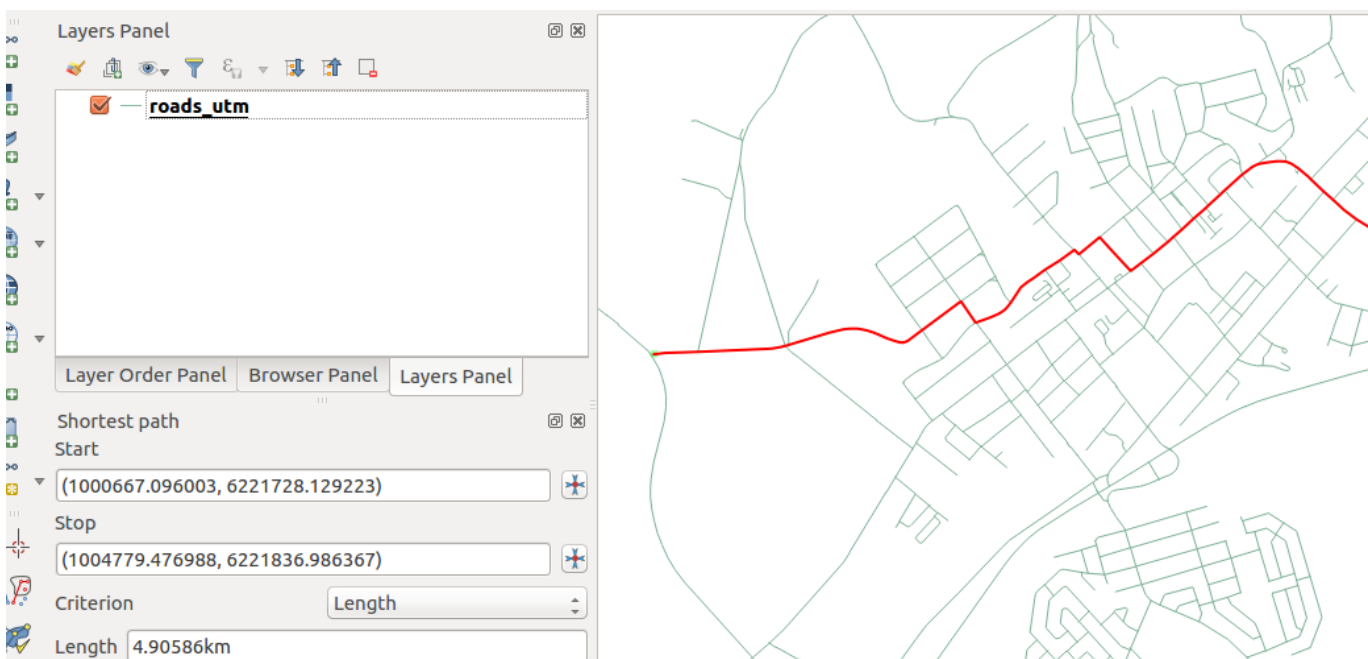 Layers Panel
roads_utm
Layer Order Panel Browser Panel Layers Panel
Shortest path
Start
(1000667.096003, 6221728.129223)
Stop
(1004779.476988, 6221836.986367)
Criterion Length
Length 4.90586km